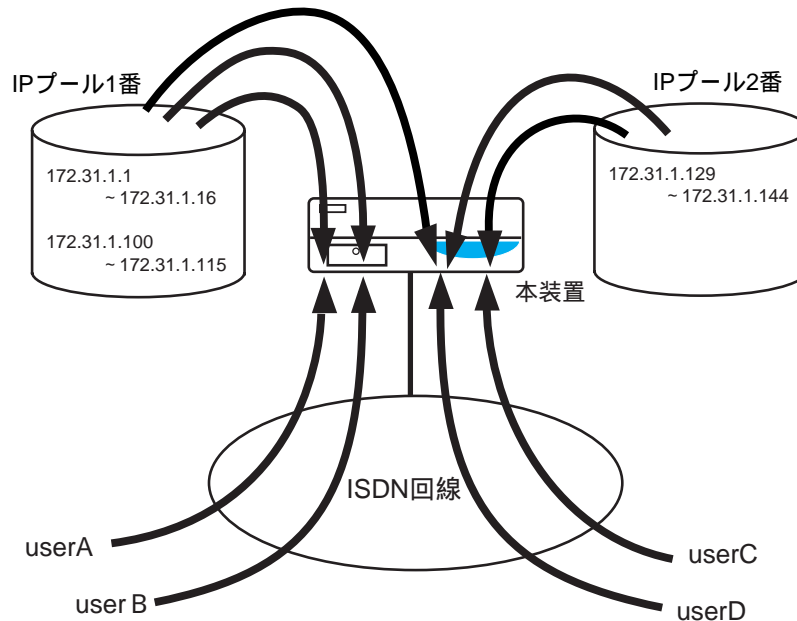 IPプール1番
IPプール2番
172.31.1.1
~ 172.31.1.16
172.31.1.100
~ 172.31.1.115
172.31.1.129
~ 172.31.1.144
本装置
ISDN回線
userA
user B
userC
userD